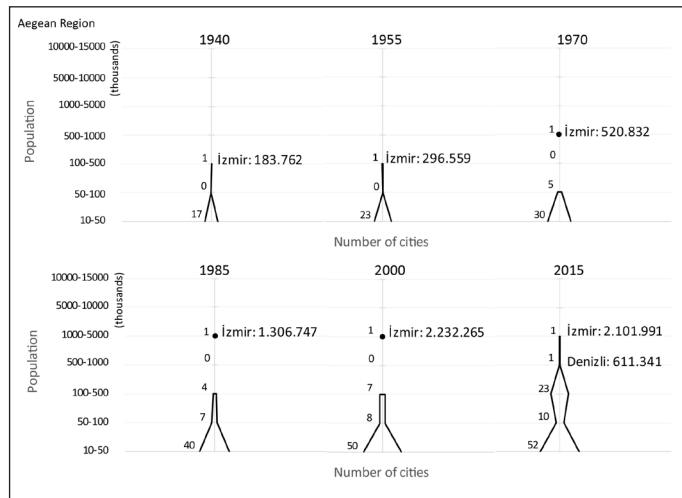 Aegean Region
1940 1955 1970
10000-15000
5000-10000
1000-5000
500-1000
100-500
50-100
10-50
(thousands)
Population
1 İzmir: 183.762
0
17
1 İzmir: 296.559
0
23
1 İzmir: 520.832
0
5
30
Number of cities
1985 2000 2015
10000-15000
5000-10000
1000-5000
500-1000
100-500
50-100
10-50
(thousands)
Population
1 İzmir: 1.306.747
0
4
7
40
1 İzmir: 2.232.265
0
7
8
50
1 İzmir: 2.101.991
1 Denizli: 611.341
23
10
52
Number of cities